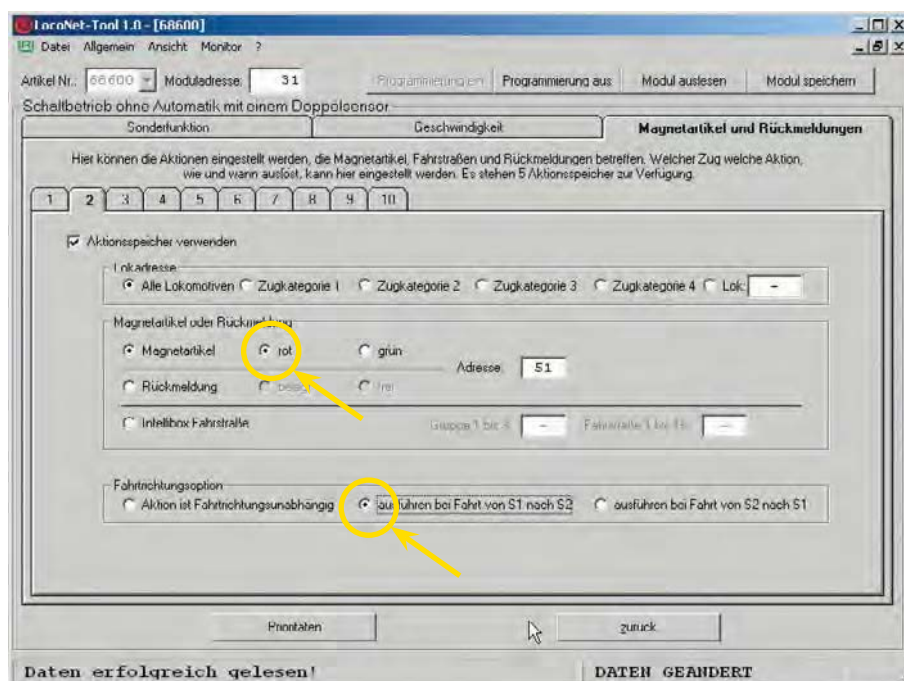 LocoNet-Tool 1.0 - [68600]
Datei Allgemein Ansicht Monitor ?
Artikel Nr.: 68600 Moduladresse: 31 Programmierung ein Programmierung aus Modul auslesen Modul speichern
Schaltbetrieb ohne Automatik mit einem Doppelsensor
Sonderfunktion Geschwindigkeit Magnetartikel und Rückmeldungen
Hier können die Aktionen eingestellt werden, die Magnetartikel, Fahrstraßen und Rückmeldungen betreffen. Welcher Zug welche Aktion,
wie und wann auslöst, kann hier eingestellt werden. Es stehen 5 Aktionsspeicher zur Verfügung.
1 2 3 4 5 6 7 8 9 10
Aktionsspeicher verwenden
Lokadresse
Alle Lokomotiven Zugkategorie 1 Zugkategorie 2 Zugkategorie 3 Zugkategorie 4 Lok: -
Magnetartikel oder Rückmeldung
Magnetartikel rot grün
Adresse: 51
Rückmeldung belegt frei
Intellibox Fahrstraße Gruppe 1 bis - Fahrstraße 1 bis 16: --
Fahrtrichtungsoption
Aktion ist Fahrtrichtungsunabhängig ausführen bei Fahrt von S1 nach S2 ausführen bei Fahrt von S2 nach S1
Prioritäten zurück
Daten erfolgreich gelesen! DATEN GEANDERT